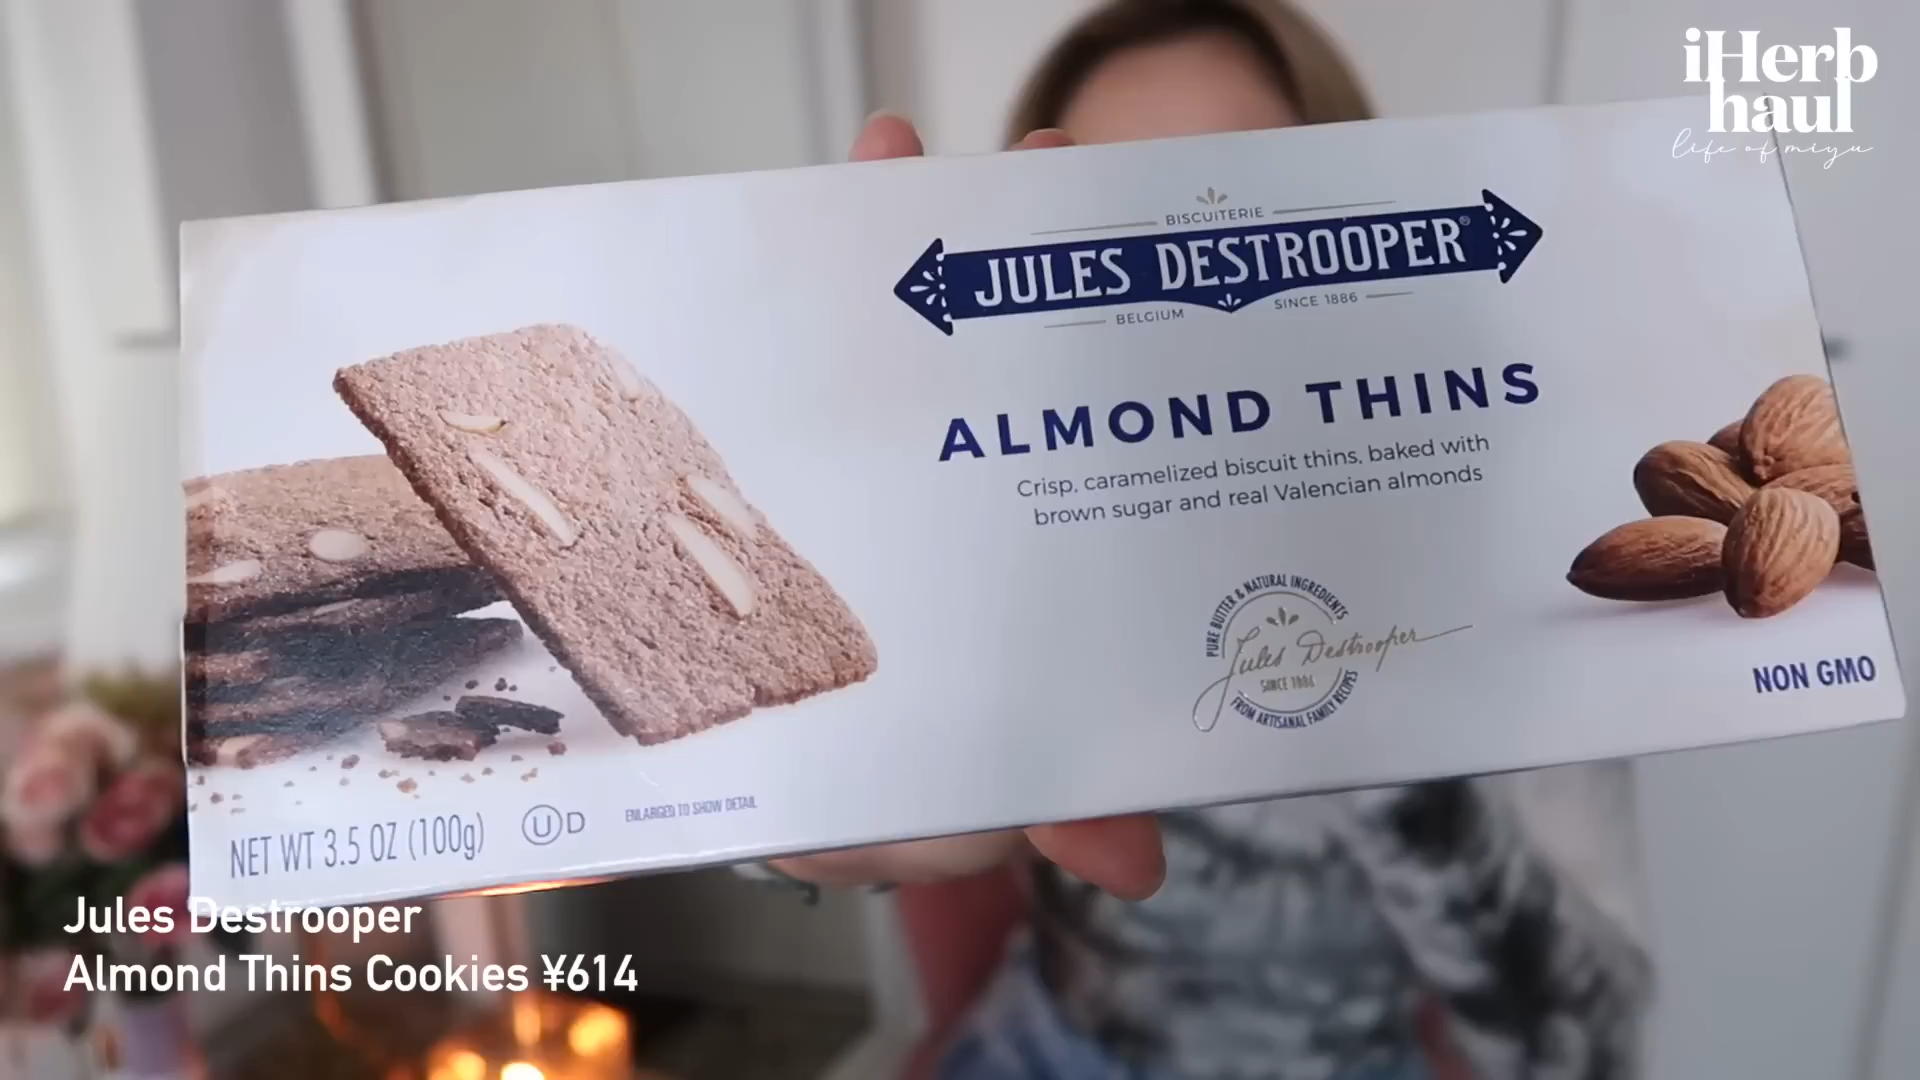 iHerb
haul
life of miyu
BISCUITERIE
JULES DESTROOPER®
BELGIUM
SINCE 1886
ALMOND THINS
Crisp, caramelized biscuit thins, baked with
brown sugar and real Valencian almonds
PURE BUTTER & NATURAL INGREDIENTS
Jules Destrooper
SINCE 1886
FROM ARTISANAL FAMILY RECIPES
NON GMO
NET WT 3.5 OZ (100g)
U D
ENLARGED TO SHOW DETAIL
Jules Destrooper
Almond Thins Cookies ¥614